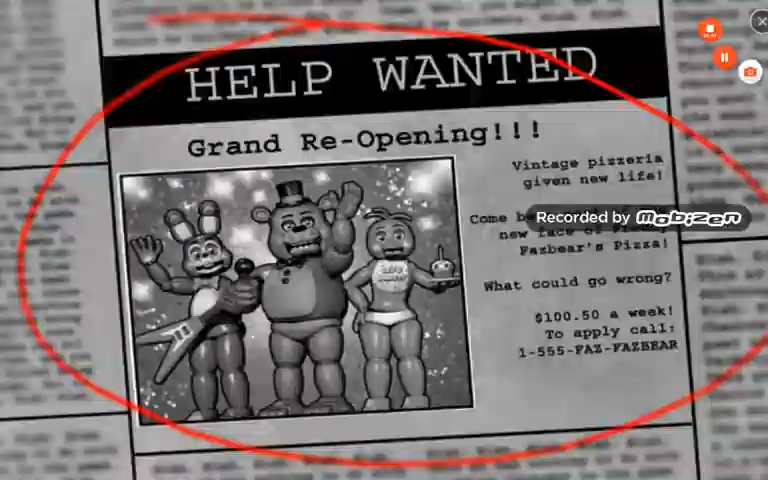 HELP WANTED
Grand Re-Opening!!!
Vintage pizzeria
given new life!
Come
new face of
Fazbear's Pizza!
What could go wrong?
$100.50 a week!
To apply call:
1-555-FAZ-FAZBEAR
Recorded by Mobizen